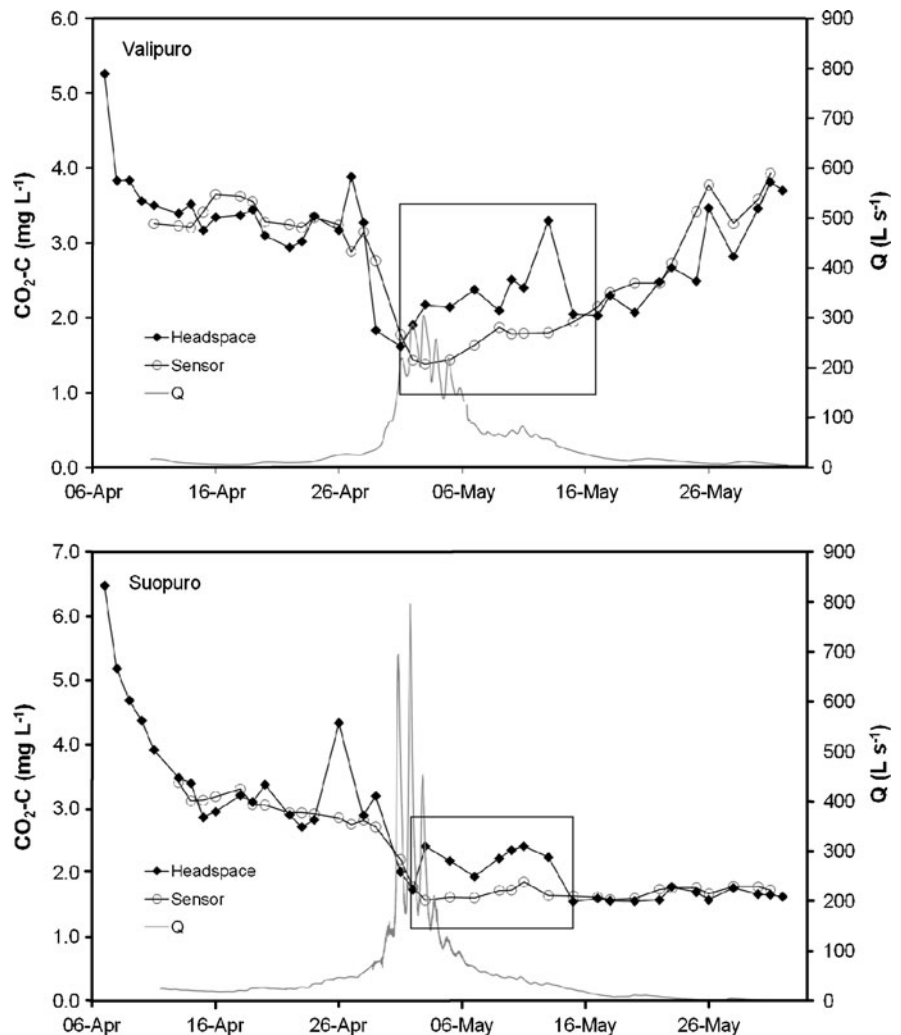 6.0
5.0
4.0
3.0
2.0
1.0
0.0
CO₂-C (mg L⁻¹)
Valipuro
Headspace
Sensor
Q
900
800
700
600
500
400
300
200
100
0
Q (L s⁻¹)
06-Apr 16-Apr 26-Apr 06-May 16-May 26-May
7.0
6.0
5.0
4.0
3.0
2.0
1.0
0.0
CO₂-C (mg L⁻¹)
Suopuro
Headspace
Sensor
Q
900
800
700
600
500
400
300
200
100
0
Q (L s⁻¹)
06-Apr 16-Apr 26-Apr 06-May 16-May 26-May